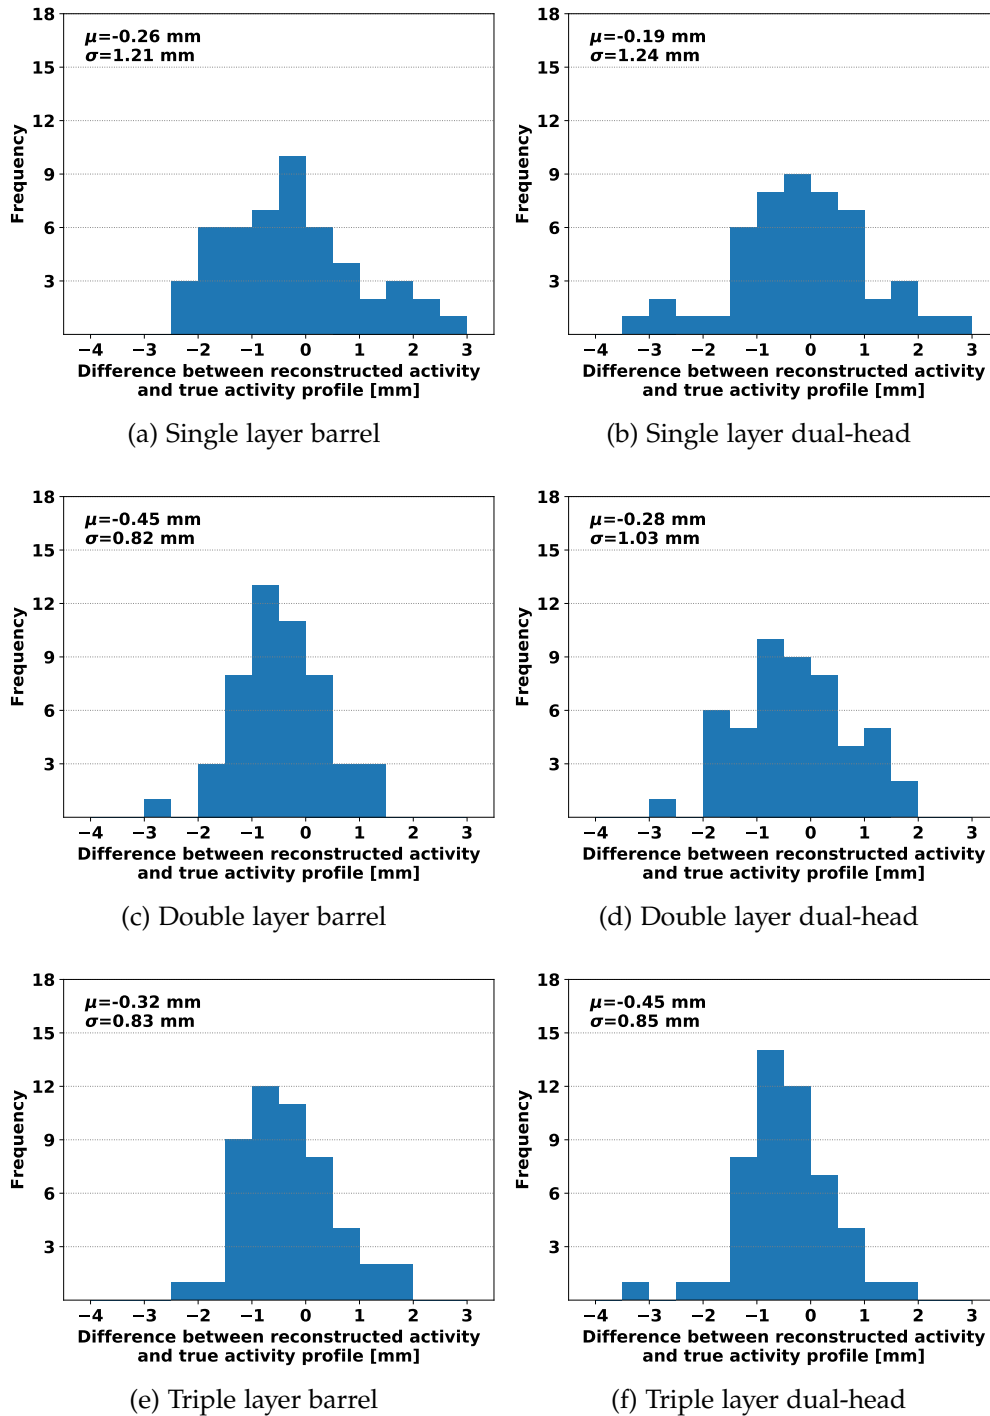 18
15
12
9
6
3
Frequency
μ=-0.26 mm
σ=1.21 mm
−4 −3 −2 −1 0 1 2 3
Difference between reconstructed activity
and true activity profile [mm]
(a) Single layer barrel
18
15
12
9
6
3
Frequency
μ=-0.19 mm
σ=1.24 mm
−4 −3 −2 −1 0 1 2 3
Difference between reconstructed activity
and true activity profile [mm]
(b) Single layer dual-head
18
15
12
9
6
3
Frequency
μ=-0.45 mm
σ=0.82 mm
−4 −3 −2 −1 0 1 2 3
Difference between reconstructed activity
and true activity profile [mm]
(c) Double layer barrel
18
15
12
9
6
3
Frequency
μ=-0.28 mm
σ=1.03 mm
−4 −3 −2 −1 0 1 2 3
Difference between reconstructed activity
and true activity profile [mm]
(d) Double layer dual-head
18
15
12
9
6
3
Frequency
μ=-0.32 mm
σ=0.83 mm
−4 −3 −2 −1 0 1 2 3
Difference between reconstructed activity
and true activity profile [mm]
(e) Triple layer barrel
18
15
12
9
6
3
Frequency
μ=-0.45 mm
σ=0.85 mm
−4 −3 −2 −1 0 1 2 3
Difference between reconstructed activity
and true activity profile [mm]
(f) Triple layer dual-head